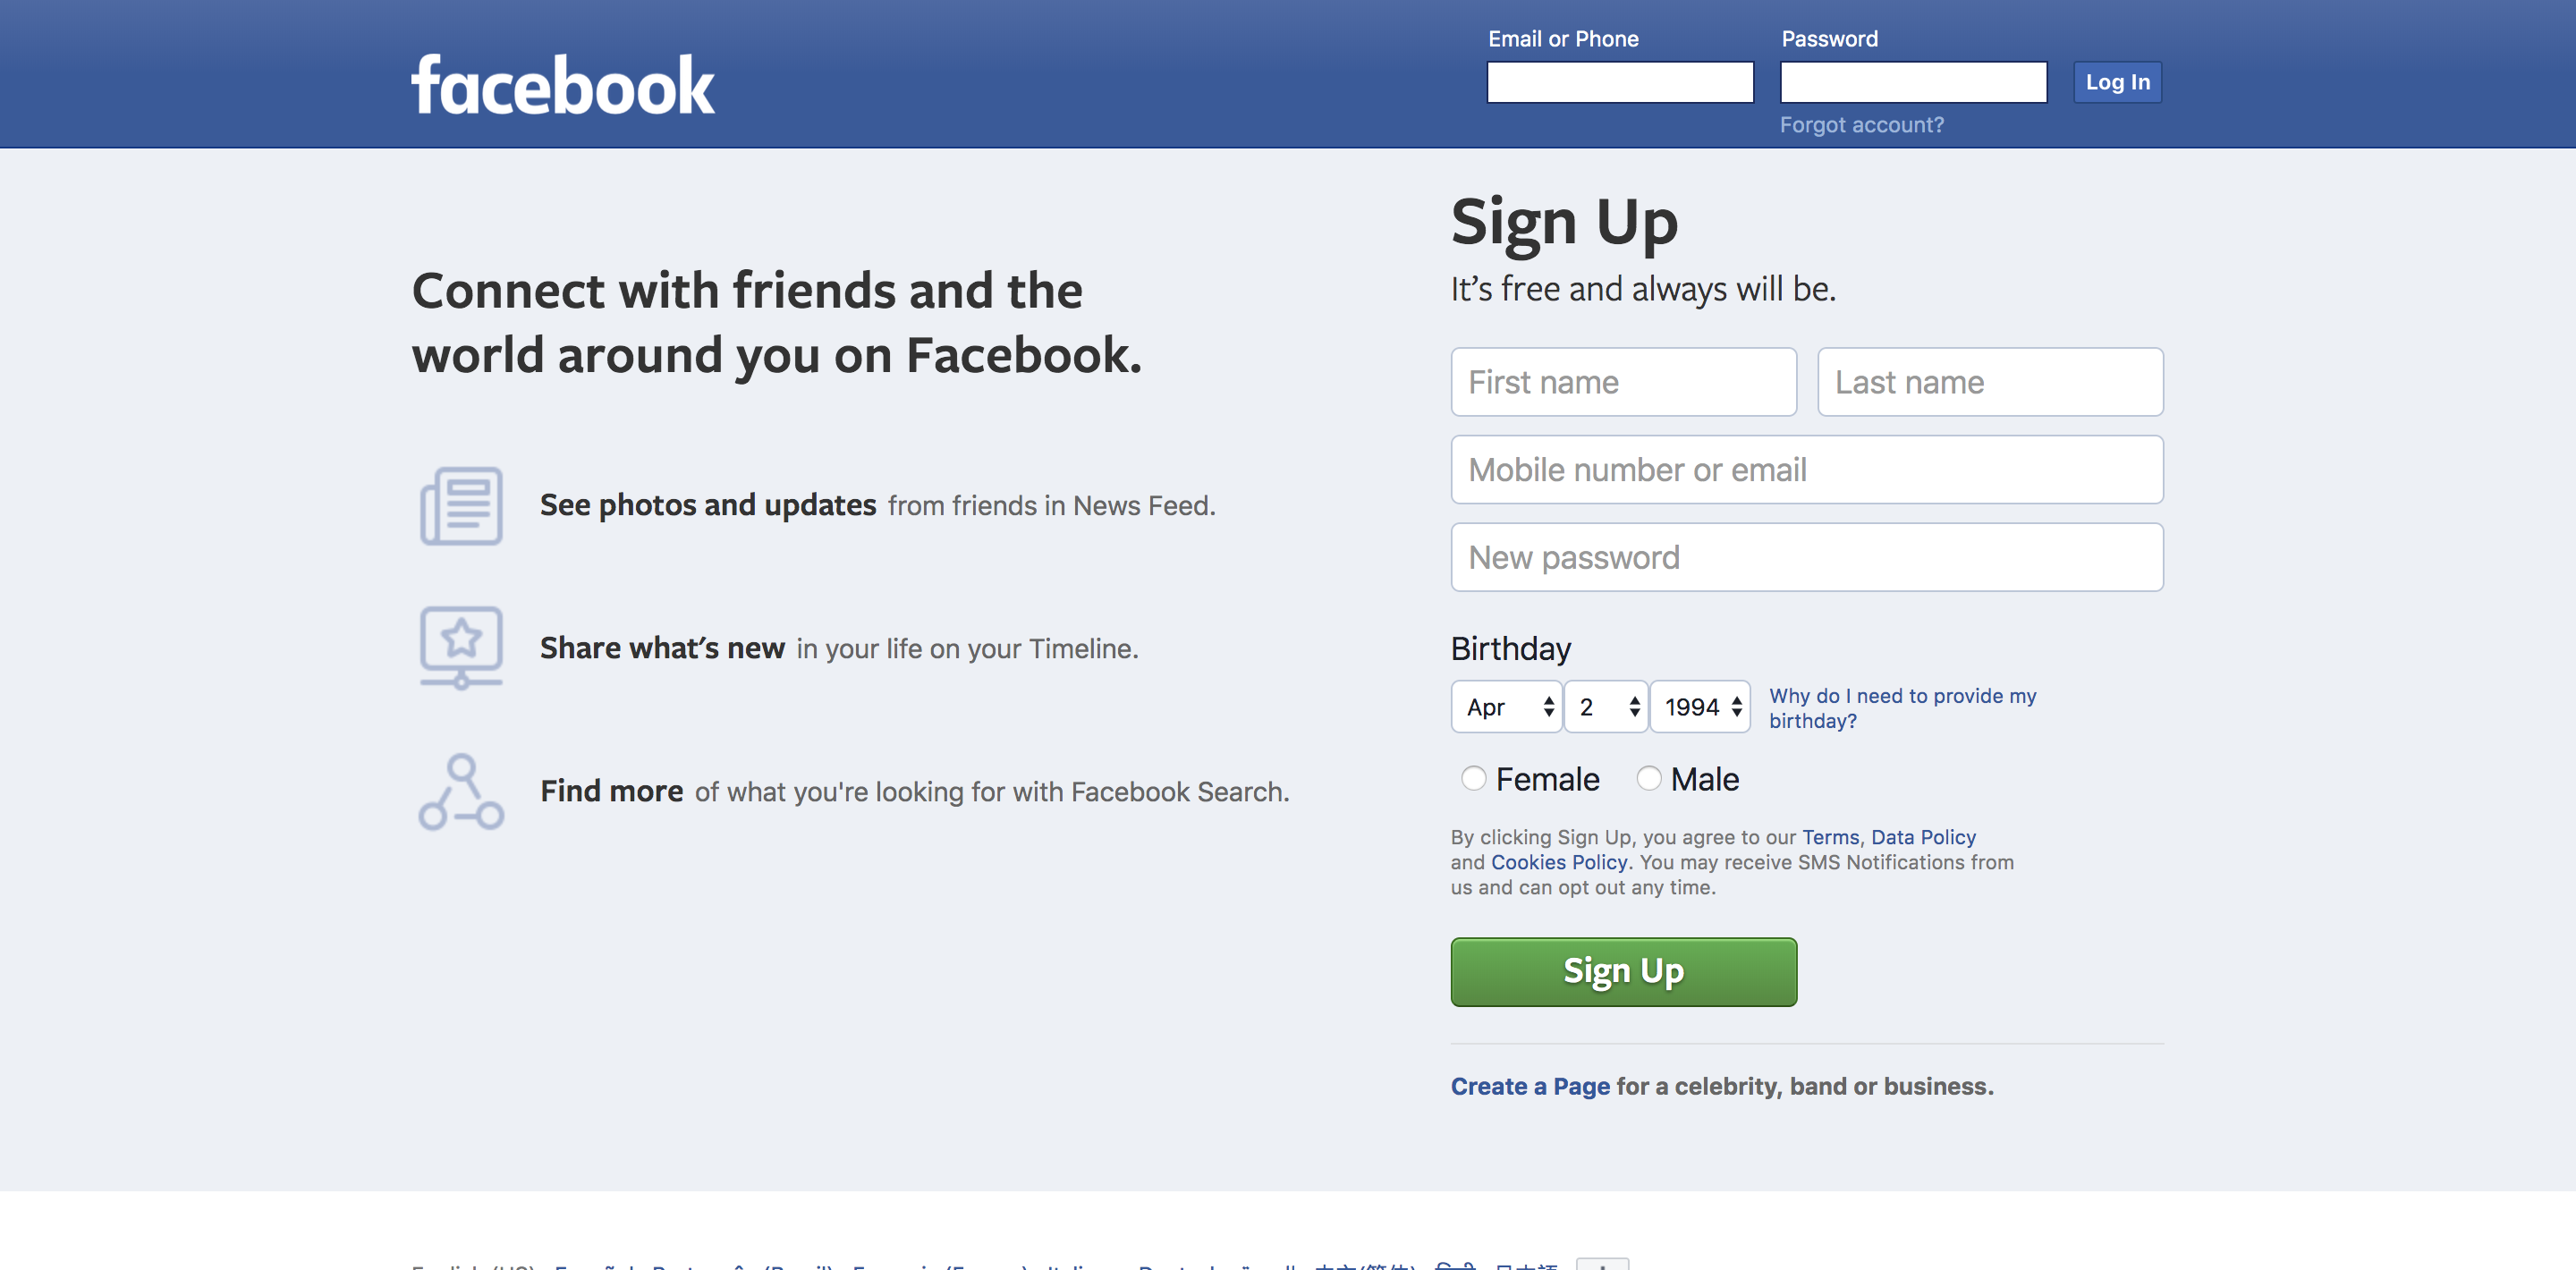 facebook
Email or Phone
Password
Log In
Forgot account?
Connect with friends and the
world around you on Facebook.
See photos and updates from friends in News Feed.
Share what's new in your life on your Timeline.
Find more of what you're looking for with Facebook Search.
Sign Up
It's free and always will be.
First name
Last name
Mobile number or email
New password
Birthday
Apr
2
1994
Why do I need to provide my
birthday?
Female
Male
By clicking Sign Up, you agree to our Terms, Data Policy
and Cookies Policy. You may receive SMS Notifications from
us and can opt out any time.
Sign Up
Create a Page for a celebrity, band or business.